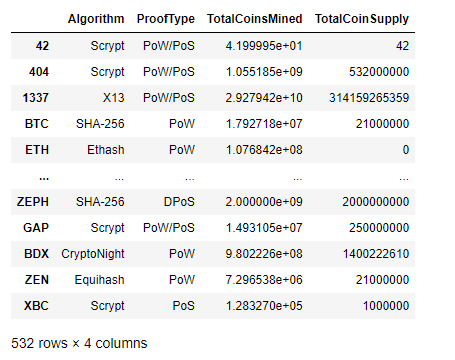 Algorithm ProofType TotalCoinsMined TotalCoinSupply
42 Scrypt PoW/PoS 4.199995e+01 42
404 Scrypt PoW/PoS 1.055185e+09 532000000
1337 X13 PoW/PoS 2.927942e+10 314159265359
BTC SHA-256 PoW 1.792718e+07 21000000
ETH Ethash PoW 1.076842e+08 0
... ... ... ... ...
ZEPH SHA-256 DPoS 2.000000e+09 2000000000
GAP Scrypt PoW/PoS 1.493107e+07 250000000
BDX CryptoNight PoW 9.802226e+08 1400222610
ZEN Equihash PoW 7.296538e+06 21000000
XBC Scrypt PoS 1.283270e+05 1000000
532 rows × 4 columns